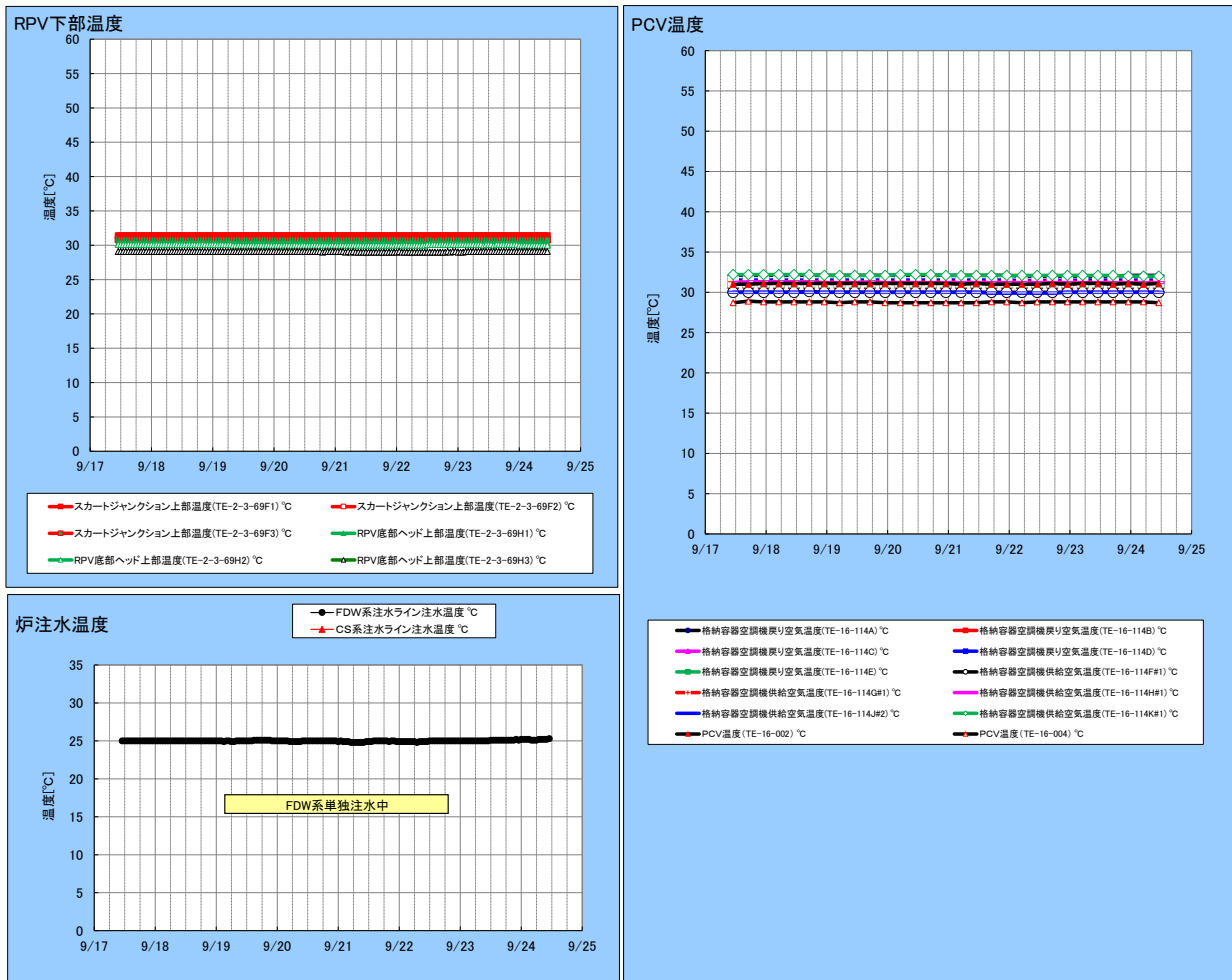 RPV下部温度
60
55
50
45
40
35
30
25
20
15
10
5
0
温度[℃]
9/17 9/18 9/19 9/20 9/21 9/22 9/23 9/24 9/25
スカートジャンクション上部温度(TE-2-3-69F1) ℃ スカートジャンクション上部温度(TE-2-3-69F2) ℃
スカートジャンクション上部温度(TE-2-3-69F3) ℃ RPV底部ヘッド上部温度(TE-2-3-69H1) ℃
RPV底部ヘッド上部温度(TE-2-3-69H2) ℃ RPV底部ヘッド上部温度(TE-2-3-69H3) ℃
炉注水温度
FDW系注水ライン注水温度 ℃
CS系注水ライン注水温度 ℃
35
30
25
20
15
10
5
0
温度[℃]
FDW系単独注水中
9/17 9/18 9/19 9/20 9/21 9/22 9/23 9/24 9/25
PCV温度
60
55
50
45
40
35
30
25
20
15
10
5
0
温度[℃]
9/17 9/18 9/19 9/20 9/21 9/22 9/23 9/24 9/25
格納容器空調機戻り空気温度(TE-16-114A) ℃ 格納容器空調機戻り空気温度(TE-16-114B) ℃
格納容器空調機戻り空気温度(TE-16-114C) ℃ 格納容器空調機戻り空気温度(TE-16-114D) ℃
格納容器空調機戻り空気温度(TE-16-114E) ℃ 格納容器空調機供給空気温度(TE-16-114F#1) ℃
格納容器空調機供給空気温度(TE-16-114G#1) ℃ 格納容器空調機供給空気温度(TE-16-114H#1) ℃
格納容器空調機供給空気温度(TE-16-114J#2) ℃ 格納容器空調機供給空気温度(TE-16-114K#1) ℃
PCV温度(TE-16-002) ℃ PCV温度(TE-16-004) ℃